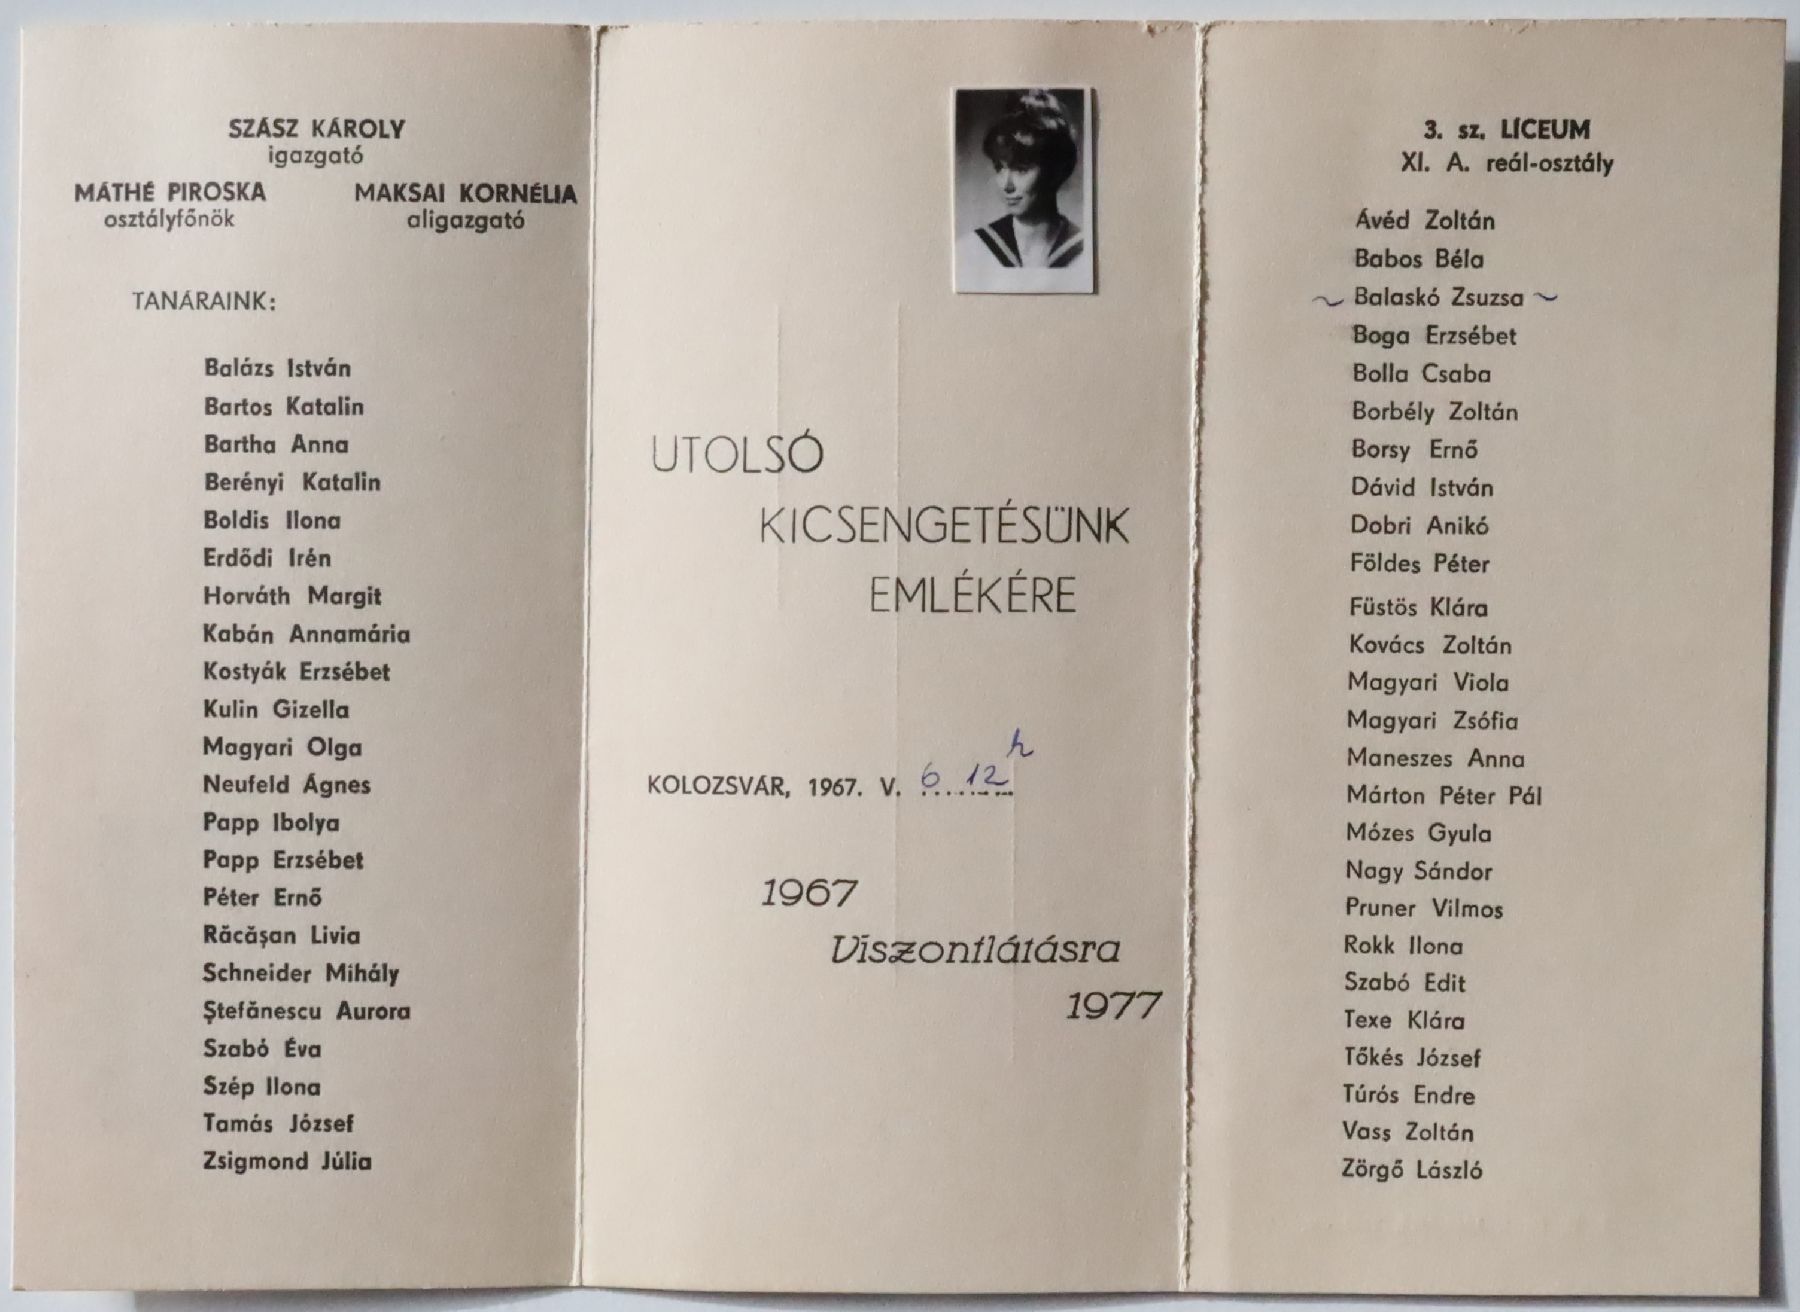 SZÁSZ KÁROLY
igazgató
MÁTHÉ PIROSKA
osztályfőnök
MAKSAI KORNÉLIA
aligazgató
TANÁRAINK:
Balázs István
Bartos Katalin
Bartha Anna
Berényi Katalin
Boldis Ilona
Erdődi Irén
Horváth Margit
Kabán Annamária
Kostyák Erzsébet
Kulin Gizella
Magyari Olga
Neufeld Ágnes
Papp Ibolya
Papp Erzsébet
Péter Ernő
Răcăşan Livia
Schneider Mihály
Ştefănescu Aurora
Szabó Éva
Szép Ilona
Tamás József
Zsigmond Júlia
UTOLSÓ
KICSENGETÉSÜNK
EMLÉKÉRE
KOLOZSVÁR, 1967. V. 6 12 h
1967
Viszontlátásra
1977
3. sz. LÍCEUM
XI. A. reál-osztály
Ávéd Zoltán
Babos Béla
~ Balaskó Zsuzsa ~
Boga Erzsébet
Bolla Csaba
Borbély Zoltán
Borsy Ernő
Dávid István
Dobri Anikó
Földes Péter
Füstös Klára
Kovács Zoltán
Magyari Viola
Magyari Zsófia
Maneszes Anna
Márton Péter Pál
Mózes Gyula
Nagy Sándor
Pruner Vilmos
Rokk Ilona
Szabó Edit
Texe Klára
Tőkés József
Túrós Endre
Vass Zoltán
Zörgő László